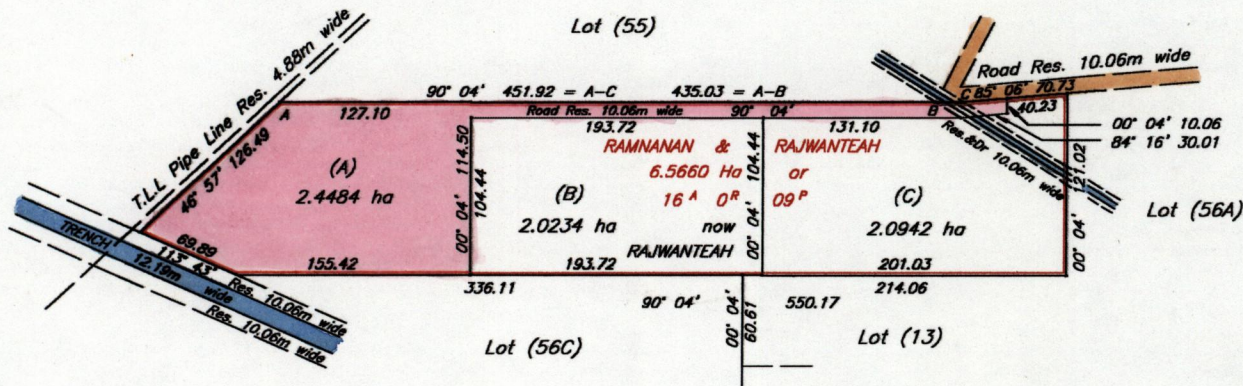 Lot (55)
T.L.L Pipe Line Res. 4.88m wide
Road Res. 10.06m wide
90° 04' 451.92 = A-C 435.03 = A-B
C 85° 06' 70.73
A 127.10
Road Res. 10.06m wide 90° 04'
B
40.23
193.72
131.10
00° 04' 10.06
84° 16' 30.01
46° 57' 126.49
(A)
2.4484 ha
114.50
00° 04' 104.44
RAMNANAN & RAJWANTEAH
6.5660 Ha or
16 A 0 R 09 P
(B)
2.0234 ha
now
RAJWANTEAH
00° 04' 104.44
(C)
2.0942 ha
Res.&Dr 10.06m wide
00° 04' 121.02
Lot (56A)
TRENCH
12.19m wide
69.89
113° 43'
Res. 10.06m wide
Res. 10.06m wide
155.42
193.72
201.03
336.11
90° 04'
550.17
214.06
00° 04'
60.61
Lot (56C)
Lot (13)